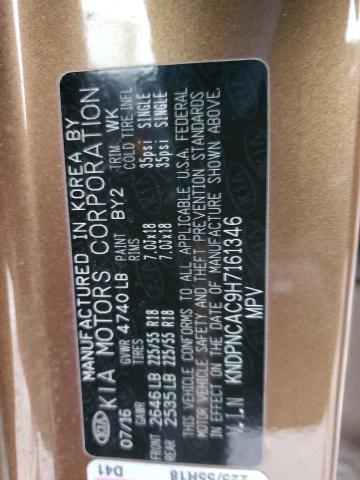 MANUFACTURED IN KOREA BY
KIA KIA MOTORS CORPORATION
07/16 GVWR 4740LB PAINT BY2 TRIM WK
GAWR TIRES RIMS COLD TIRE INFL
FRONT 2646LB 225/55 R18 7.0Jx18 35psi SINGLE
REAR 2535LB 225/55 R18 7.0Jx18 35psi SINGLE
THIS VEHICLE CONFORMS TO ALL APPLICABLE U.S.A. FEDERAL
MOTOR VEHICLE SAFETY AND THEFT PREVENTION STANDARDS
IN EFFECT ON THE DATE OF MANUFACTURE SHOWN ABOVE.
V.I.N KNDPNCAC9H7161346
MPV
D41
225/55R18